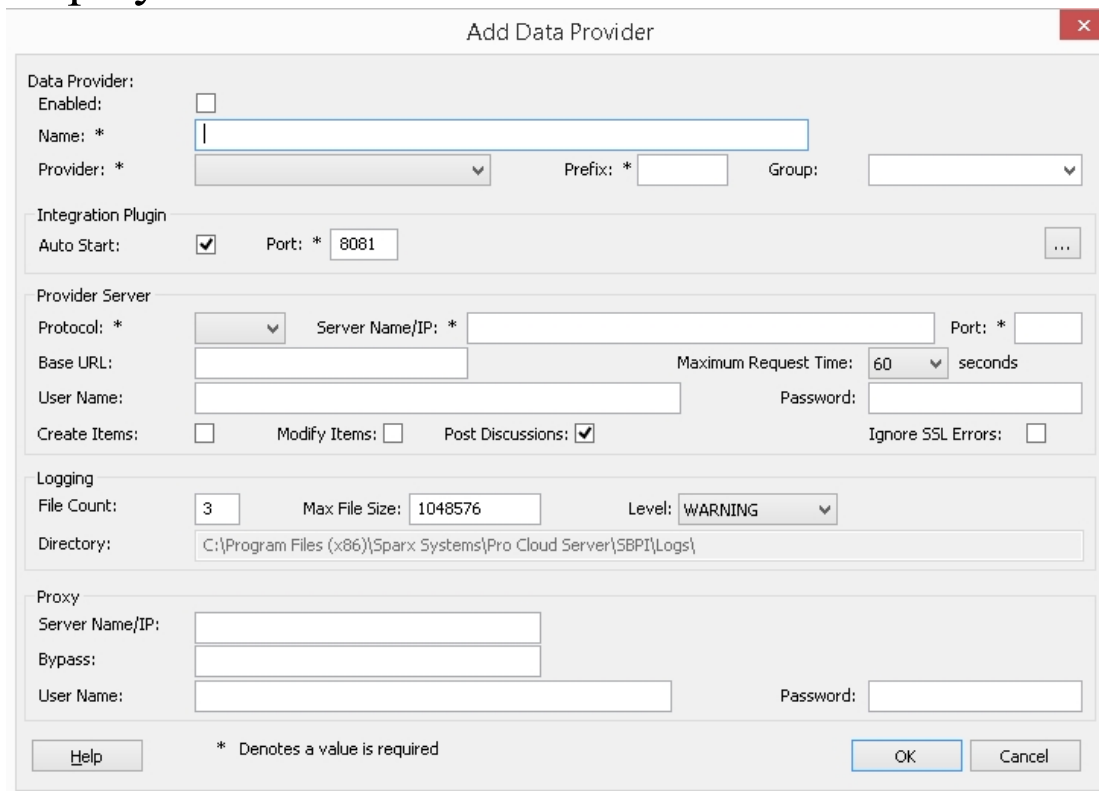 Add Data Provider
Data Provider:
Enabled:
Name: *
Provider: * Prefix: * Group:
Integration Plugin
Auto Start: Port: * 8081
...
Provider Server
Protocol: * Server Name/IP: * Port: *
Base URL: Maximum Request Time: 60 seconds
User Name: Password:
Create Items: Modify Items: Post Discussions: Ignore SSL Errors:
Logging
File Count: 3 Max File Size: 1048576 Level: WARNING
Directory: C:\Program Files (x86)\Sparx Systems\Pro Cloud Server\SBPI\Logs\
Proxy
Server Name/IP:
Bypass:
User Name: Password:
Help * Denotes a value is required OK Cancel